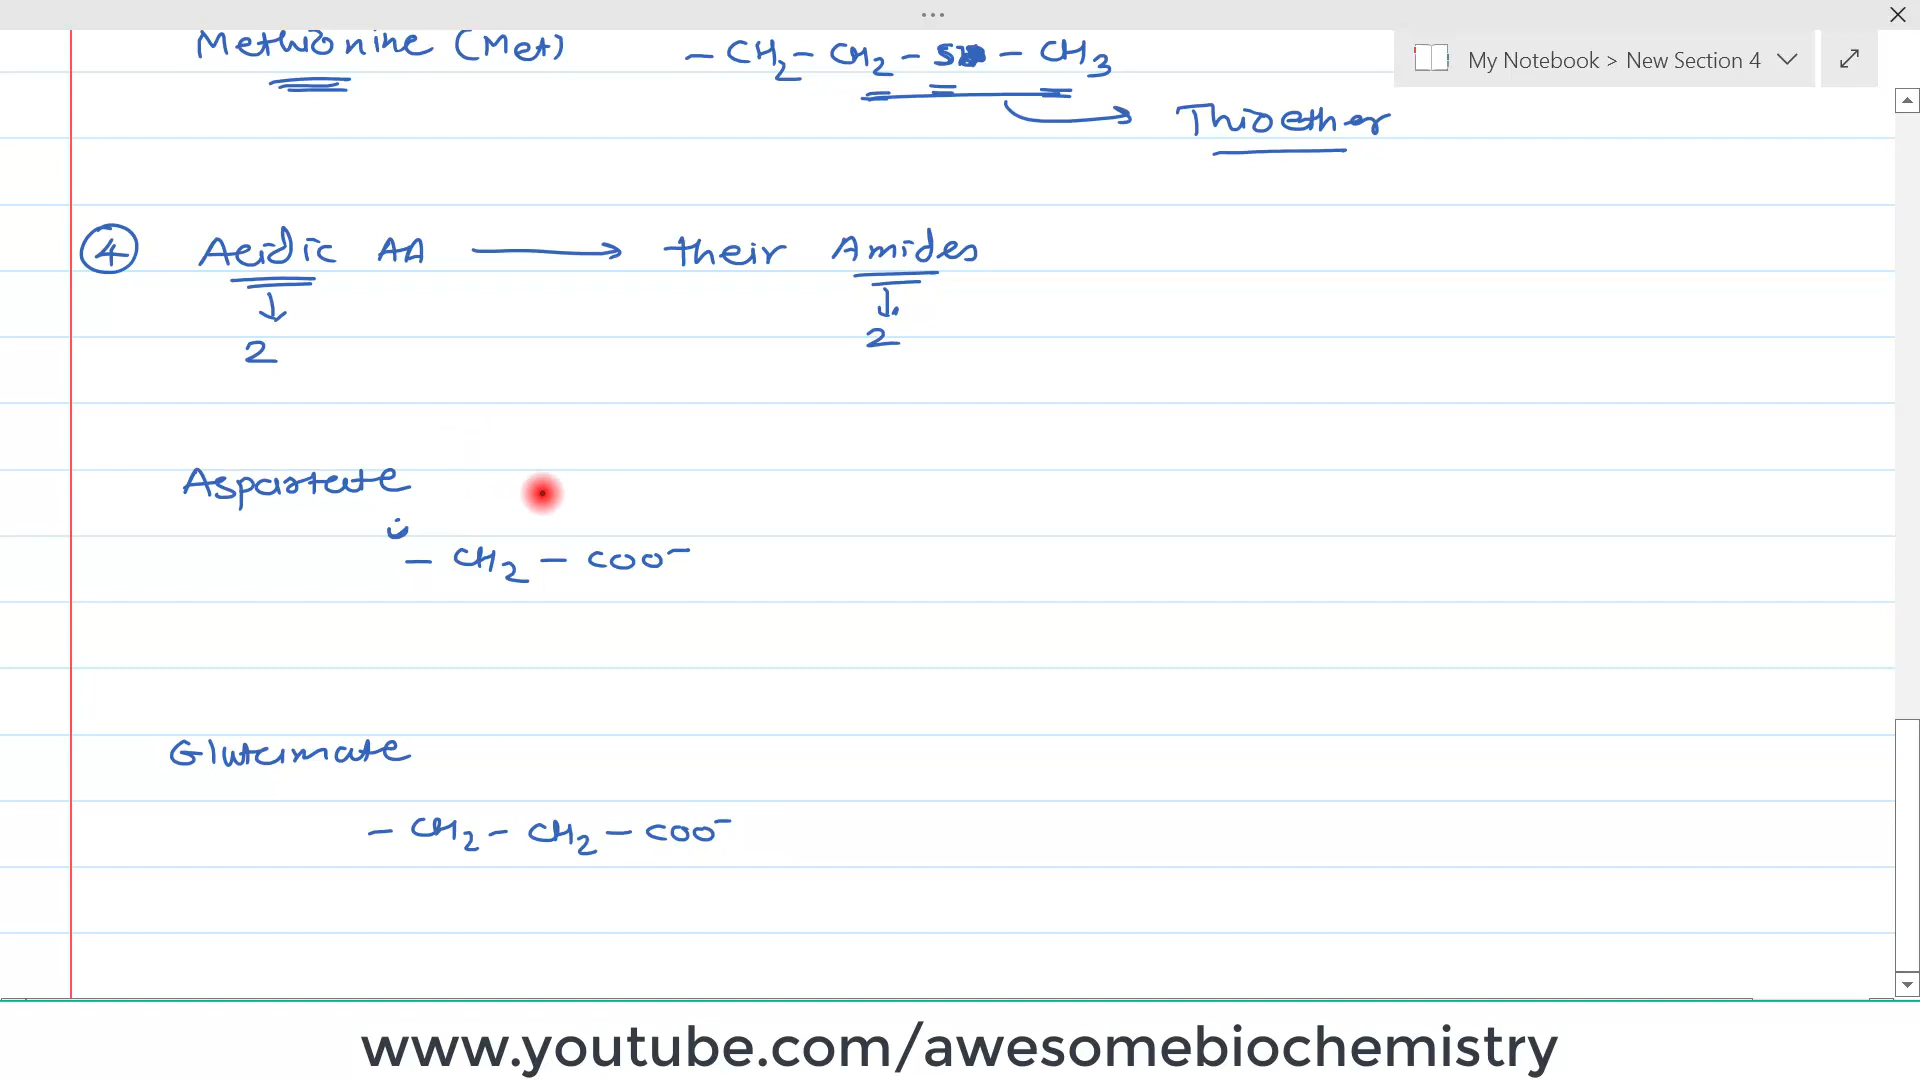 Methionine (Met) -CH2-CH2-S-CH3
My Notebook > New Section 4
Thioether
4 Acidic AA → their Amides
↓ ↓
2 2
Aspartate
-CH2-COO-
Glutamate
-CH2-CH2-COO-
www.youtube.com/awesomebiochemistry